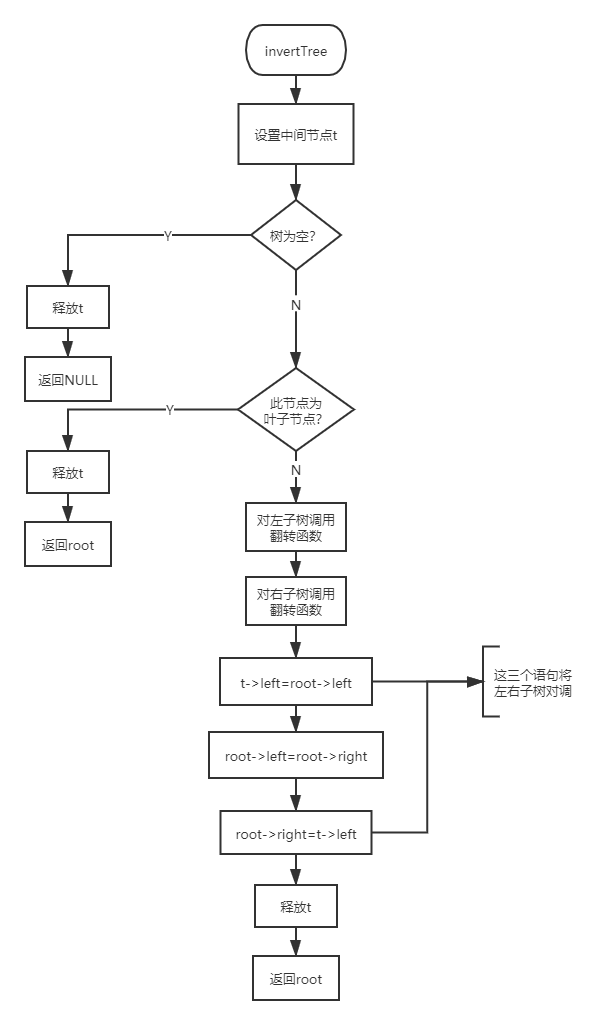 invertTree
设置中间节点t
树为空?
Y
释放t
返回NULL
N
此节点为
叶子节点?
Y
释放t
返回root
N
对左子树调用
翻转函数
对右子树调用
翻转函数
t->left=root->left
这三个语句将
左右子树对调
root->left=root->right
root->right=t->left
释放t
返回root